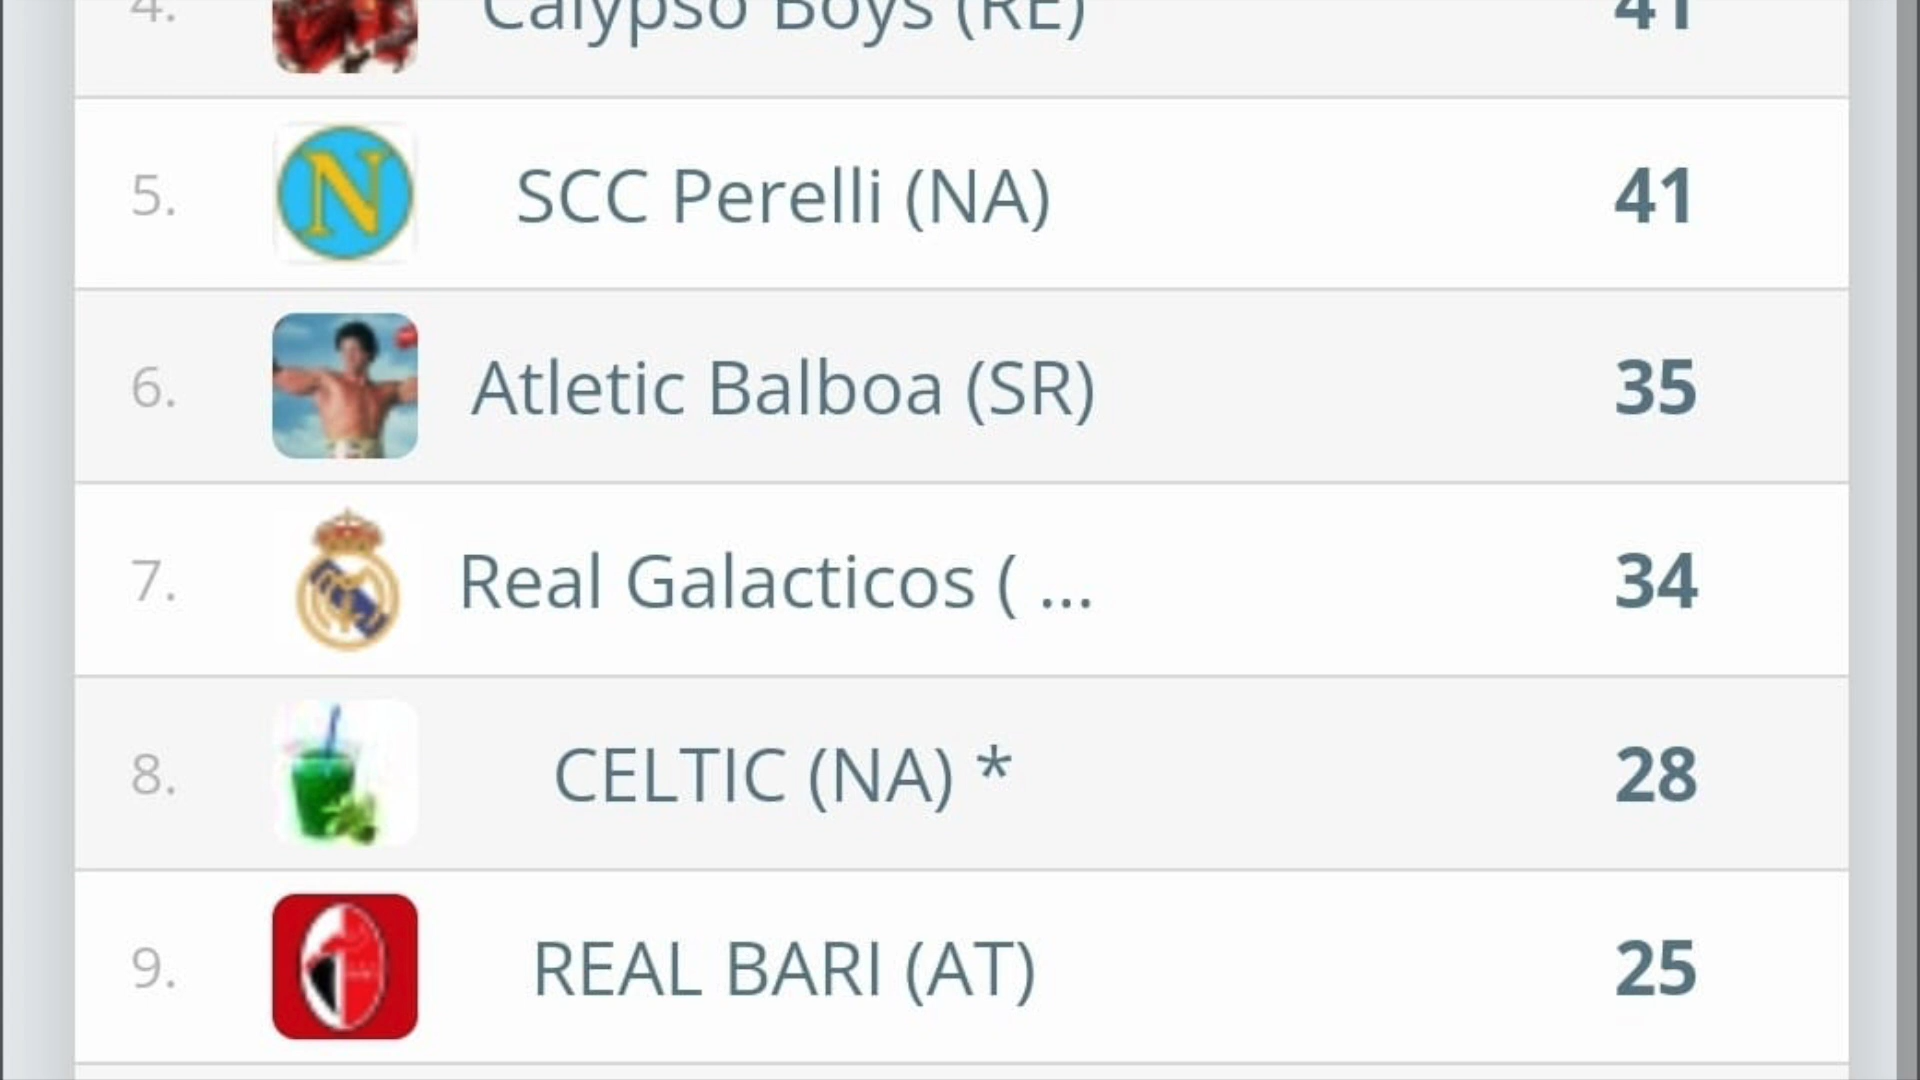 4. Calypso Boys (RE) 41
5. SCC Perelli (NA) 41
6. Atletic Balboa (SR) 35
7. Real Galacticos ( ... 34
8. CELTIC (NA) * 28
9. REAL BARI (AT) 25